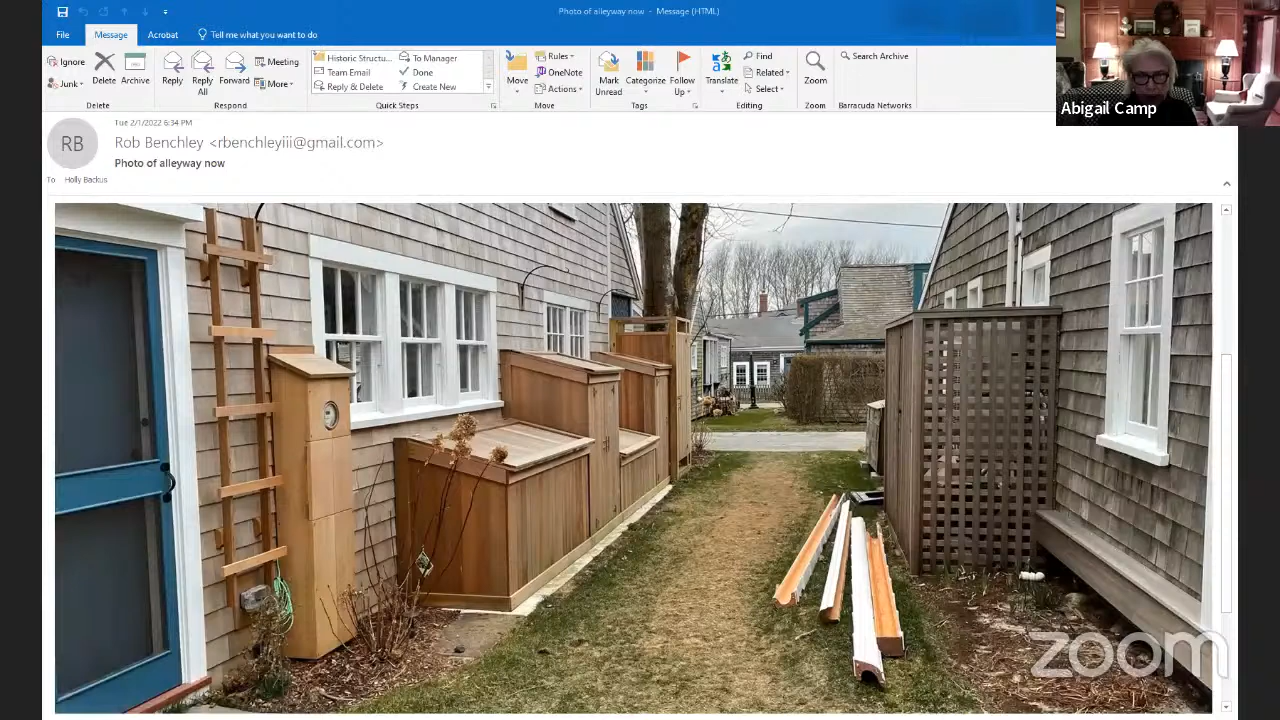 Photo of alleyway now - Message (HTML)
File Message Acrobat Tell me what you want to do
Ignore
Junk
Delete
Archive
Delete
Reply
Reply All
Forward
Meeting
More
Respond
Historic Structu...
Team Email
Reply & Delete
To Manager
Done
Create New
Quick Steps
Move
Rules
OneNote
Actions
Move
Mark Unread
Categorize
Follow Up
Tags
Translate
Find
Related
Select
Editing
Zoom
Zoom
Search Archive
Barracuda Networks
Abigail Camp
Tue 2/1/2022 6:34 PM
RB
Rob Benchley <rbenchleyiii@gmail.com>
Photo of alleyway now
To Holly Backus
zoom